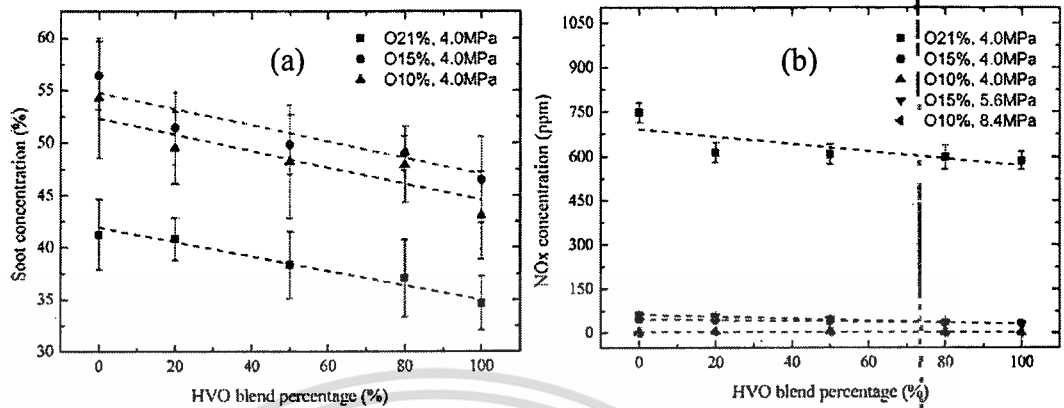 (a)
O21%, 4.0MPa
O15%, 4.0MPa
O10%, 4.0MPa
Soot concentration (%)
60
55
50
45
40
35
30
0 20 40 60 80 100
HVO blend percentage (%)
(b)
O21%, 4.0MPa
O15%, 4.0MPa
O10%, 4.0MPa
O15%, 5.6MPa
O10%, 8.4MPa
NOx concentration (ppm)
1050
900
750
600
450
300
150
0
0 20 40 60 80 100
HVO blend percentage (%)